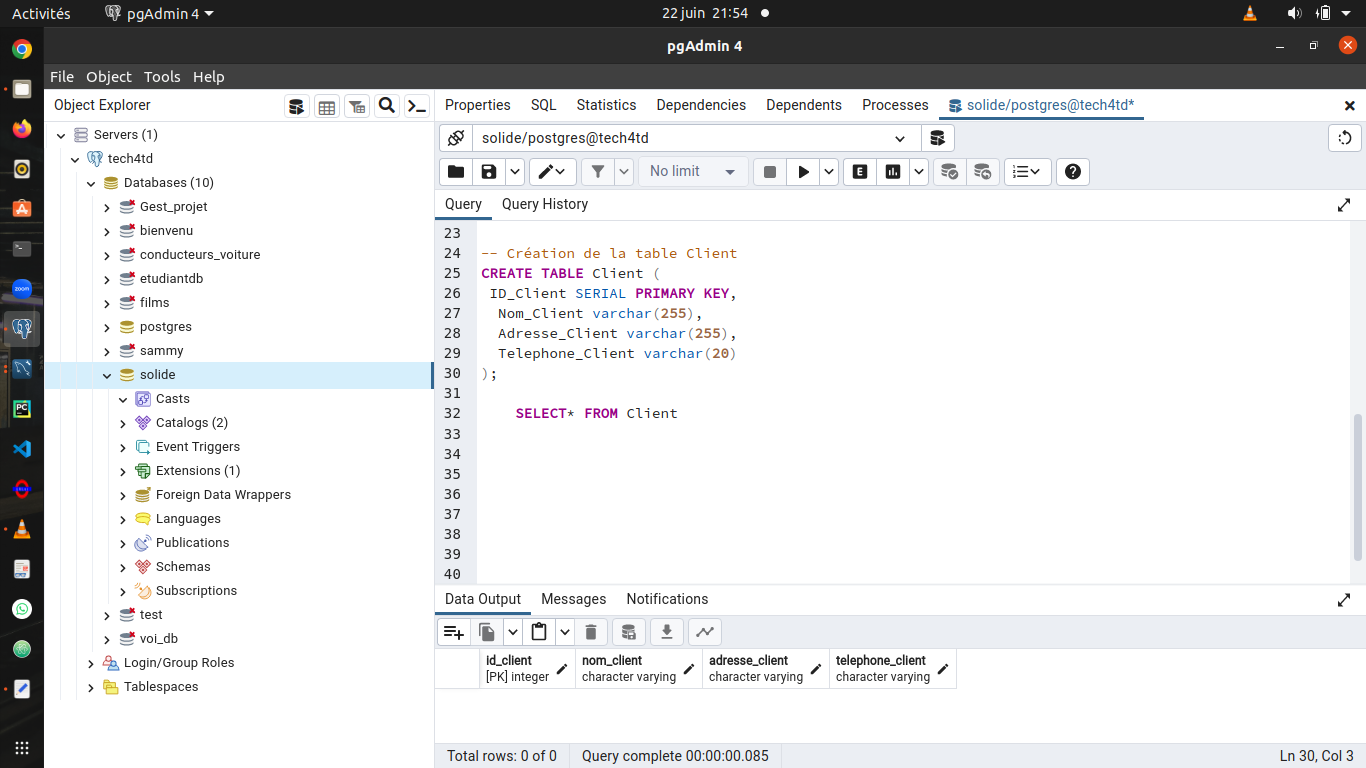 Activités
pgAdmin 4
22 juin 21:54
pgAdmin 4
File Object Tools Help
Object Explorer
Servers (1)
tech4td
Databases (10)
Gest_projet
bienvenu
conducteurs_voiture
etudiantdb
films
postgres
sammy
solide
Casts
Catalogs (2)
Event Triggers
Extensions (1)
Foreign Data Wrappers
Languages
Publications
Schemas
Subscriptions
test
voi_db
Login/Group Roles
Tablespaces
Properties SQL Statistics Dependencies Dependents Processes solide/postgres@tech4td*
solide/postgres@tech4td
No limit E
Query Query History
23
24 -- Création de la table Client
25 CREATE TABLE Client (
26 ID_Client SERIAL PRIMARY KEY,
27 Nom_Client varchar(255),
28 Adresse_Client varchar(255),
29 Telephone_Client varchar(20)
30 );
31
32 SELECT* FROM Client
33
34
35
36
37
38
39
40
Data Output Messages Notifications
id_client nom_client adresse_client telephone_client
[PK] integer character varying character varying character varying
Total rows: 0 of 0 Query complete 00:00:00.085 Ln 30, Col 3
zoom
PC